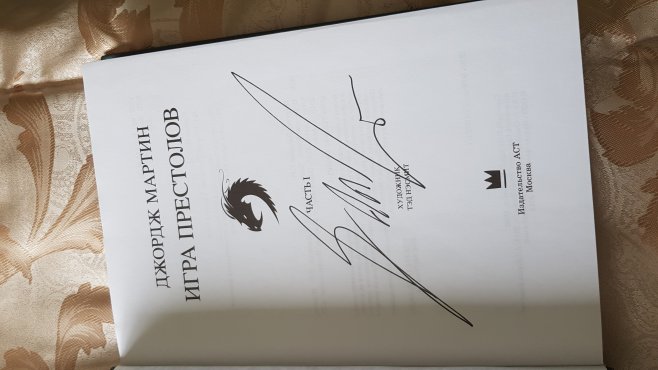 ДЖОРДЖ МАРТИН
ИГРА ПРЕСТОЛОВ
ЧАСТЬ I
ХУДОЖНИК
ТЭД НЭСМИТ
Издательство АСТ
Москва